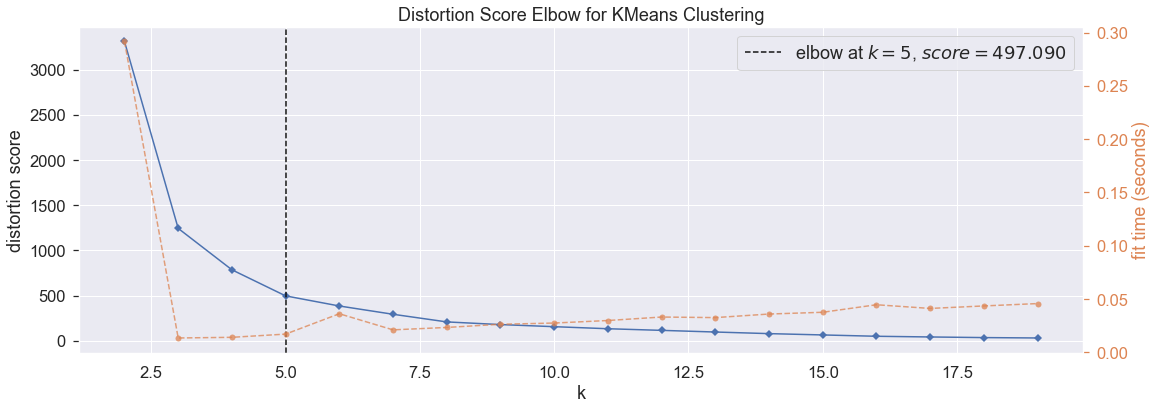 Distortion Score Elbow for KMeans Clustering
elbow at k = 5, score = 497.090
distortion score
3000
2500
2000
1500
1000
500
0
0.30
0.25
0.20
0.15
0.10
0.05
0.00
fit time (seconds)
2.5 5.0 7.5 10.0 12.5 15.0 17.5
k